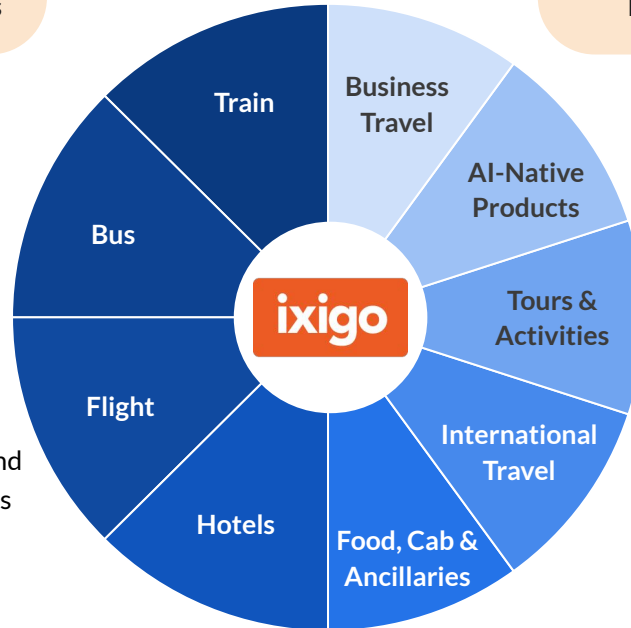 Train
Business
Travel
AI-Native
Products
Bus
Tours &
Activities
ixigo
Flight
International
Travel
Hotels
Food, Cab &
Ancillaries